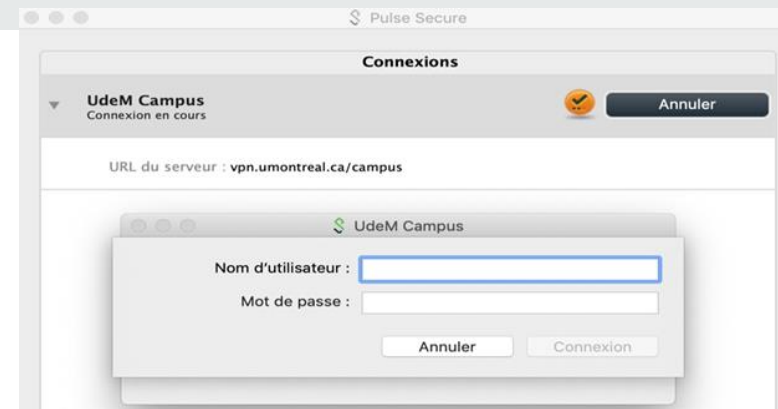 Pulse Secure
Connexions
UdeM Campus
Connexion en cours
Annuler
URL du serveur : vpn.umontreal.ca/campus
UdeM Campus
Nom d'utilisateur :
Mot de passe :
Annuler
Connexion